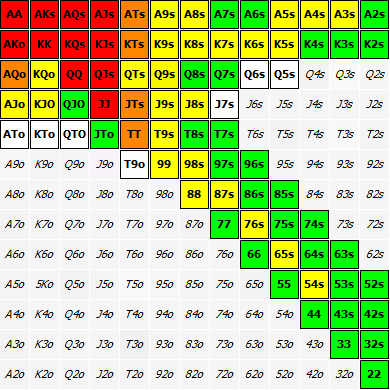 AA AKs AQs AJs ATs A9s A8s A7s A6s A5s A4s A3s A2s
AKo KK KQs KJs KTs K9s K8s K7s K6s K5s K4s K3s K2s
AQo KQo QQ QJs QTs Q9s Q8s Q7s Q6s Q5s Q4s Q3s Q2s
AJo KJO QJO JJ JTs J9s J8s J7s J6s J5s J4s J3s J2s
ATo KTo QTO JTo TT T9s T8s T7s T6s T5s T4s T3s T2s
A9o K9o Q9o J9o T9o 99 98s 97s 96s 95s 94s 93s 92s
A8o K8o Q8o J8o T8o 98o 88 87s 86s 85s 84s 83s 82s
A7o K7o Q7o J7o T7o 97o 87o 77 76s 75s 74s 73s 72s
A6o K6o Q6o J6o T6o 96o 86o 76o 66 65s 64s 63s 62s
A5o 5Ko Q5o J5o T5o 95o 85o 75o 65o 55 54s 53s 52s
A4o K4o Q4o J4o T4o 94o 84o 74o 64o 54o 44 43s 42s
A3o K3o Q3o J3o T3o 93o 83o 73o 63o 53o 43o 33 32s
A2o K2o Q2o J2o T2o 92o 82o 72o 62o 52o 42o 32o 22